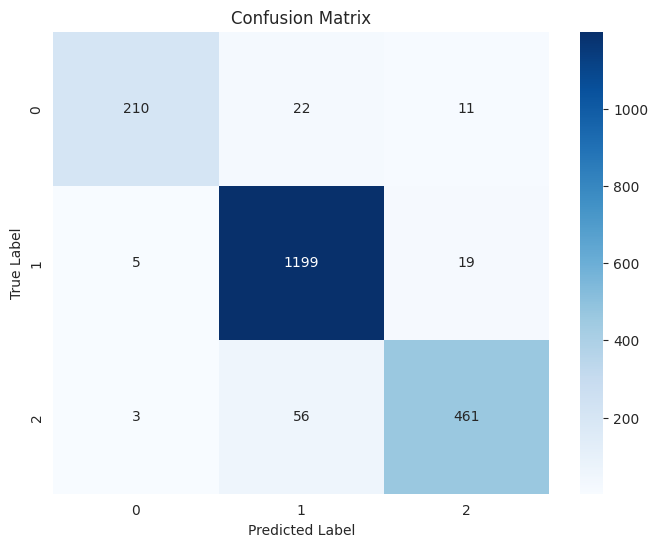 Confusion Matrix
True Label
0 210 22 11
1 5 1199 19
2 3 56 461
0 1 2
Predicted Label
1000
800
600
400
200